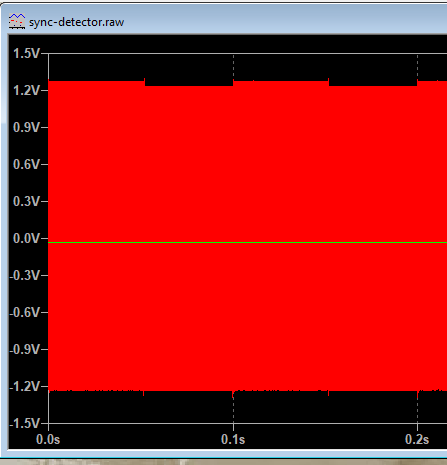 sync-detector.raw
1.5V
1.2V
0.9V
0.6V
0.3V
0.0V
-0.3V
-0.6V
-0.9V
-1.2V
-1.5V
0.0s 0.1s 0.2s